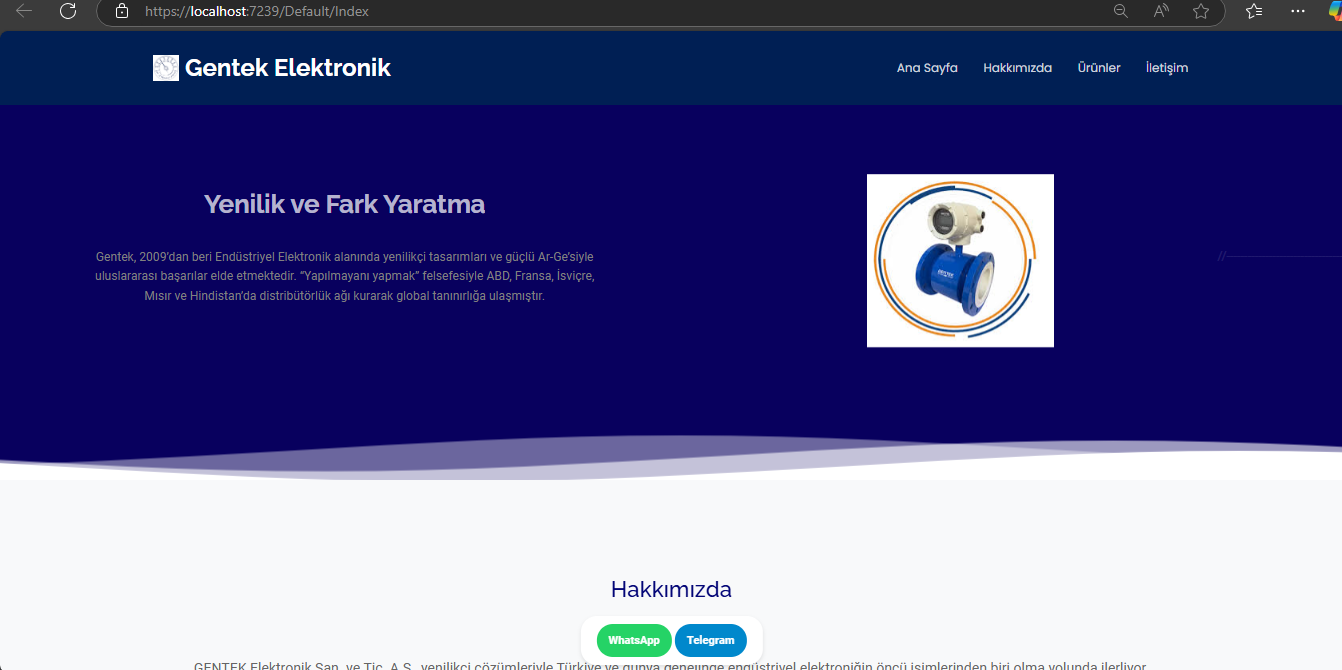 https://localhost:7239/Default/Index
Gentek Elektronik
Ana Sayfa
Hakkımızda
Ürünler
İletişim
Yenilik ve Fark Yaratma
Gentek, 2009'dan beri Endüstriyel Elektronik alanında yenilikçi tasarımları ve güçlü Ar-Ge'siyle
uluslararası başarılar elde etmektedir. “Yapılmayanı yapmak” felsefesiyle ABD, Fransa, İsviçre,
Mısır ve Hindistan'da distribütörlük ağı kurarak global tanınırlığa ulaşmıştır.
GENTEK
//
Hakkımızda
WhatsApp
Telegram
GENTEK Elektronik San. ve Tic. A.Ş., yenilikçi çözümleriyle Türkiye ve dünya genelinde endüstriyel elektroniğin öncü isimlerinden biri olma yolunda ilerliyor.